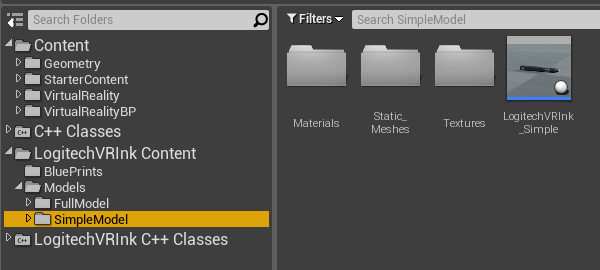 Search Folders
Content
Geometry
StarterContent
VirtualReality
VirtualRealityBP
C++ Classes
LogitechVRInk Content
BluePrints
Models
FullModel
SimpleModel
LogitechVRInk C++ Classes
Filters
Search SimpleModel
Materials
Static_
Meshes
Textures
LogitechVRInk
_Simple